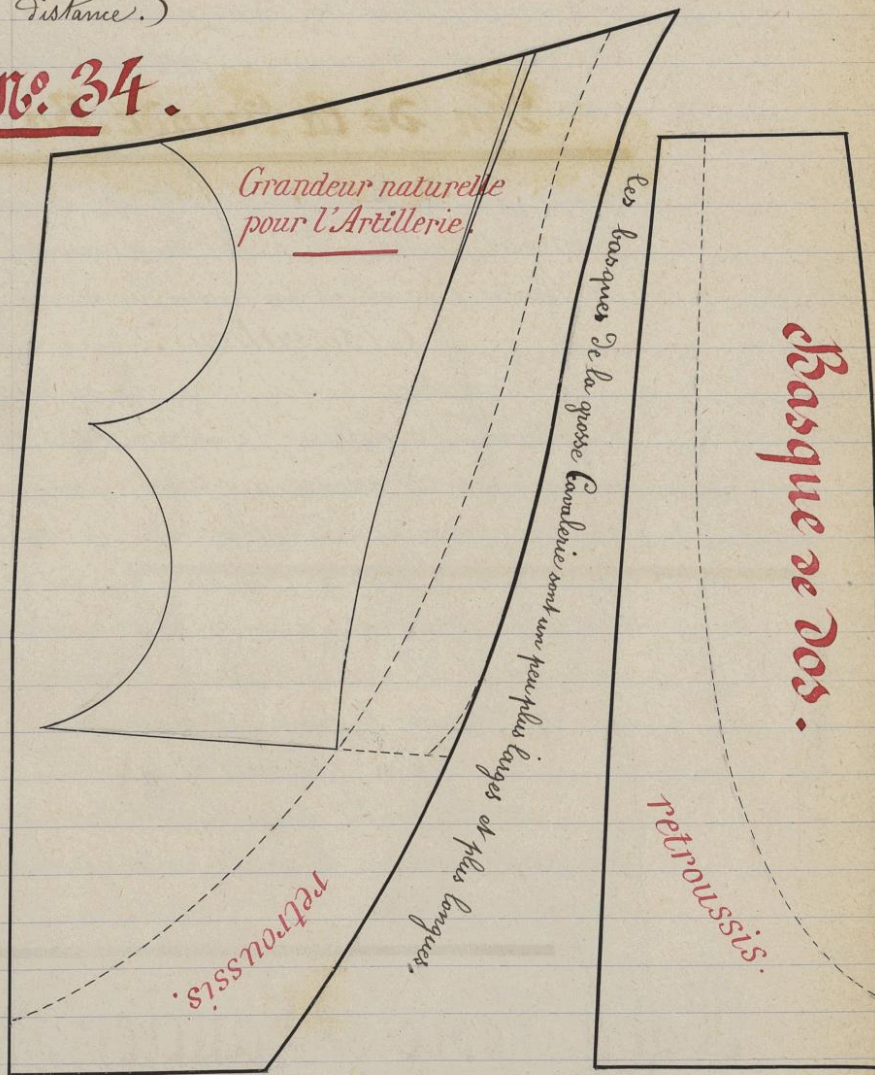 distance.)
Nº. 34.
Grandeur naturelle
pour l'Artillerie.
les basques de la grosse Cavalerie sont un peu plus larges et plus longues.
Basque de dos.
retroussis.
retroussis.